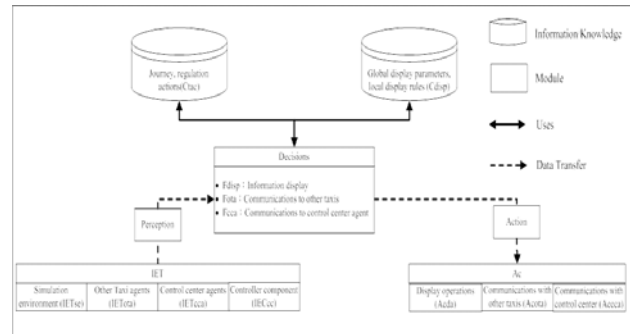 Journey, regulation
actions(Ctac)
Global display parameters,
local display rules (Cdisp)
Information Knowledge
Module
Uses
Data Transfer
Decisions
Fdisp : Information display
Fota : Communications to other taxis
Fcca : Communications to control center agent
Perception
Action
IET
Simulation
environment (IETse)
Other Taxi agents
(IETota)
Control center agents
(IETcca)
Controller component
(IECcc)
Ac
Display operations
(Acda)
Communications with
other taxis (Acota)
Communications with
control center (Accca)